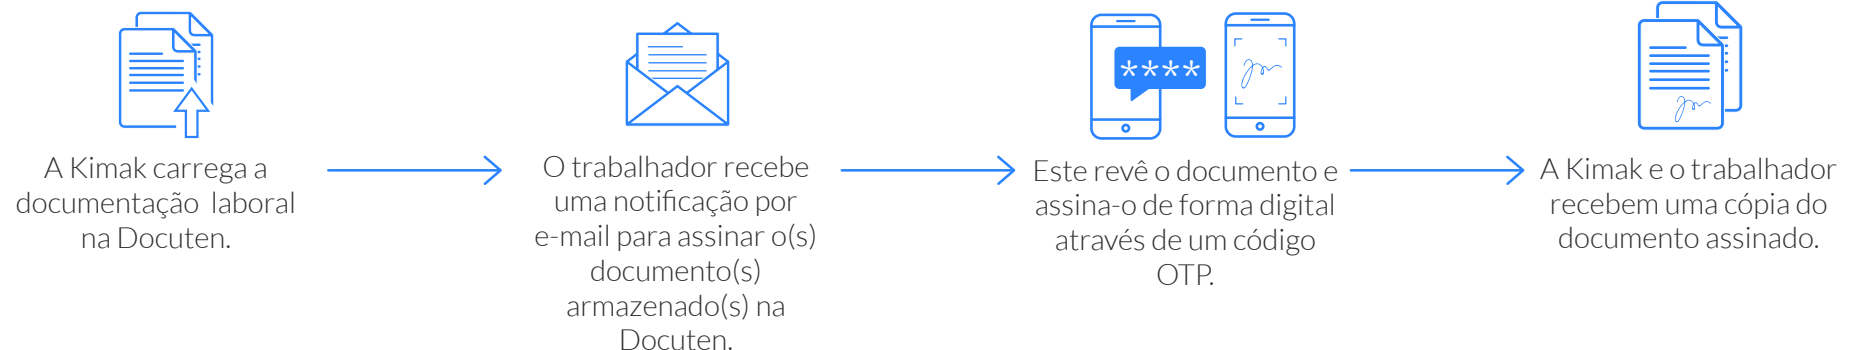 ****
A Kimak carrega a
documentação laboral
na Docuten.
O trabalhador recebe
uma notificação por
e-mail para assinar o(s)
documento(s)
armazenado(s) na
Docuten.
Este revê o documento e
assina-o de forma digital
através de um código
OTP.
A Kimak e o trabalhador
recebem uma cópia do
documento assinado.